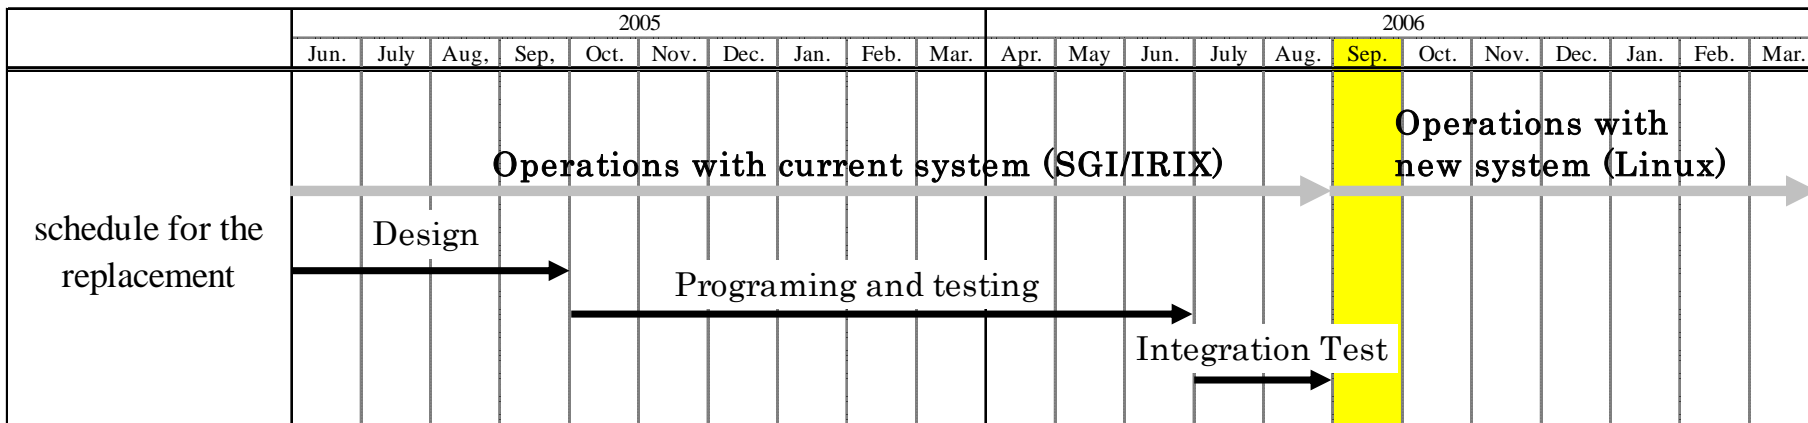 2005 2006
Jun. July Aug, Sep, Oct. Nov. Dec. Jan. Feb. Mar. Apr. May Jun. July Aug. Sep. Oct. Nov. Dec. Jan. Feb. Mar.
Operations with
Operations with current system (SGI/IRIX) new system (Linux)
schedule for the
replacement
Design
Programing and testing
Integration Test